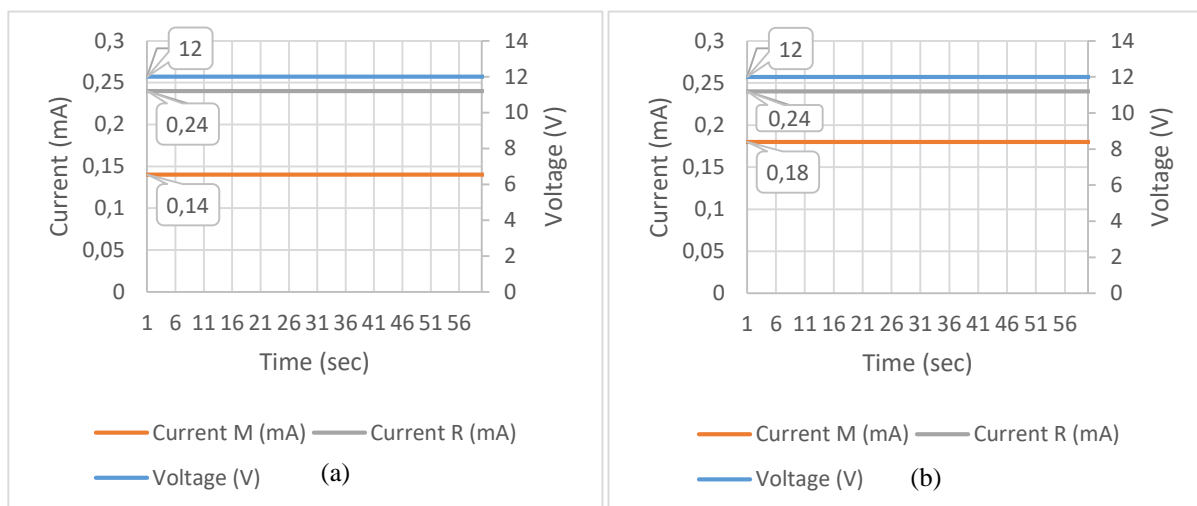 0,3
0,25
0,2
0,15
0,1
0,05
0
Current (mA)
14
12
10
8
6
4
2
0
Voltage (V)
12
0,24
0,14
1 6 11 16 21 26 31 36 41 46 51 56
Time (sec)
Current M (mA) Current R (mA)
Voltage (V)
(a)
0,3
0,25
0,2
0,15
0,1
0,05
0
Current (mA)
14
12
10
8
6
4
2
0
Voltage (V)
12
0,24
0,18
1 6 11 16 21 26 31 36 41 46 51 56
Time (sec)
Current M (mA) Current R (mA)
Voltage (V)
(b)